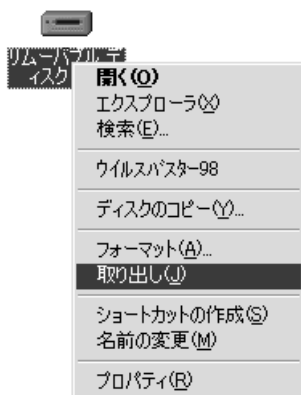 リムーバブル デ
ィスク
開く(O)
エクスプローラ(X)
検索(E)...
ウイルスバスター98
ディスクのコピー(Y)...
フォーマット(A)...
取り出し(J)
ショートカットの作成(S)
名前の変更(M)
プロパティ(R)